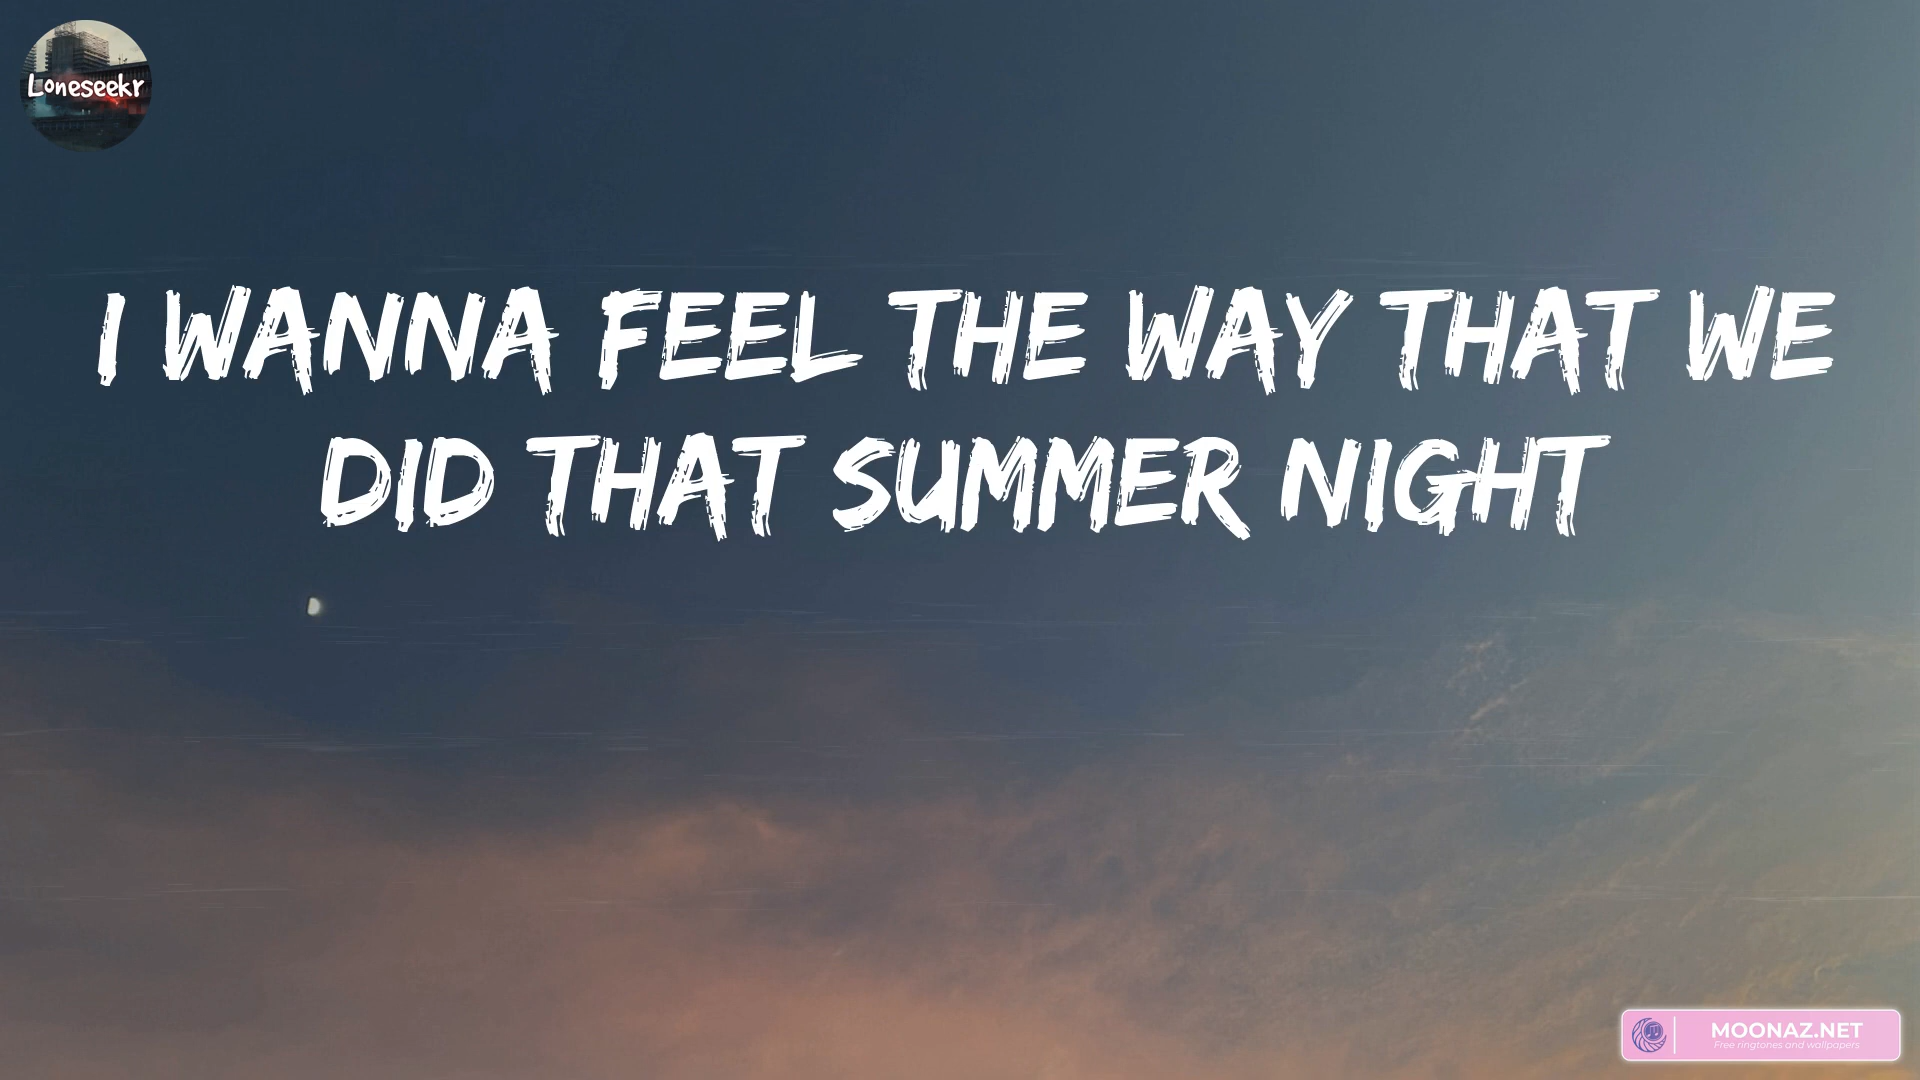 Loneseekr
I WANNA FEEL THE WAY THAT WE
DID THAT SUMMER NIGHT
MOONAZ.NET
Free ringtones and wallpapers